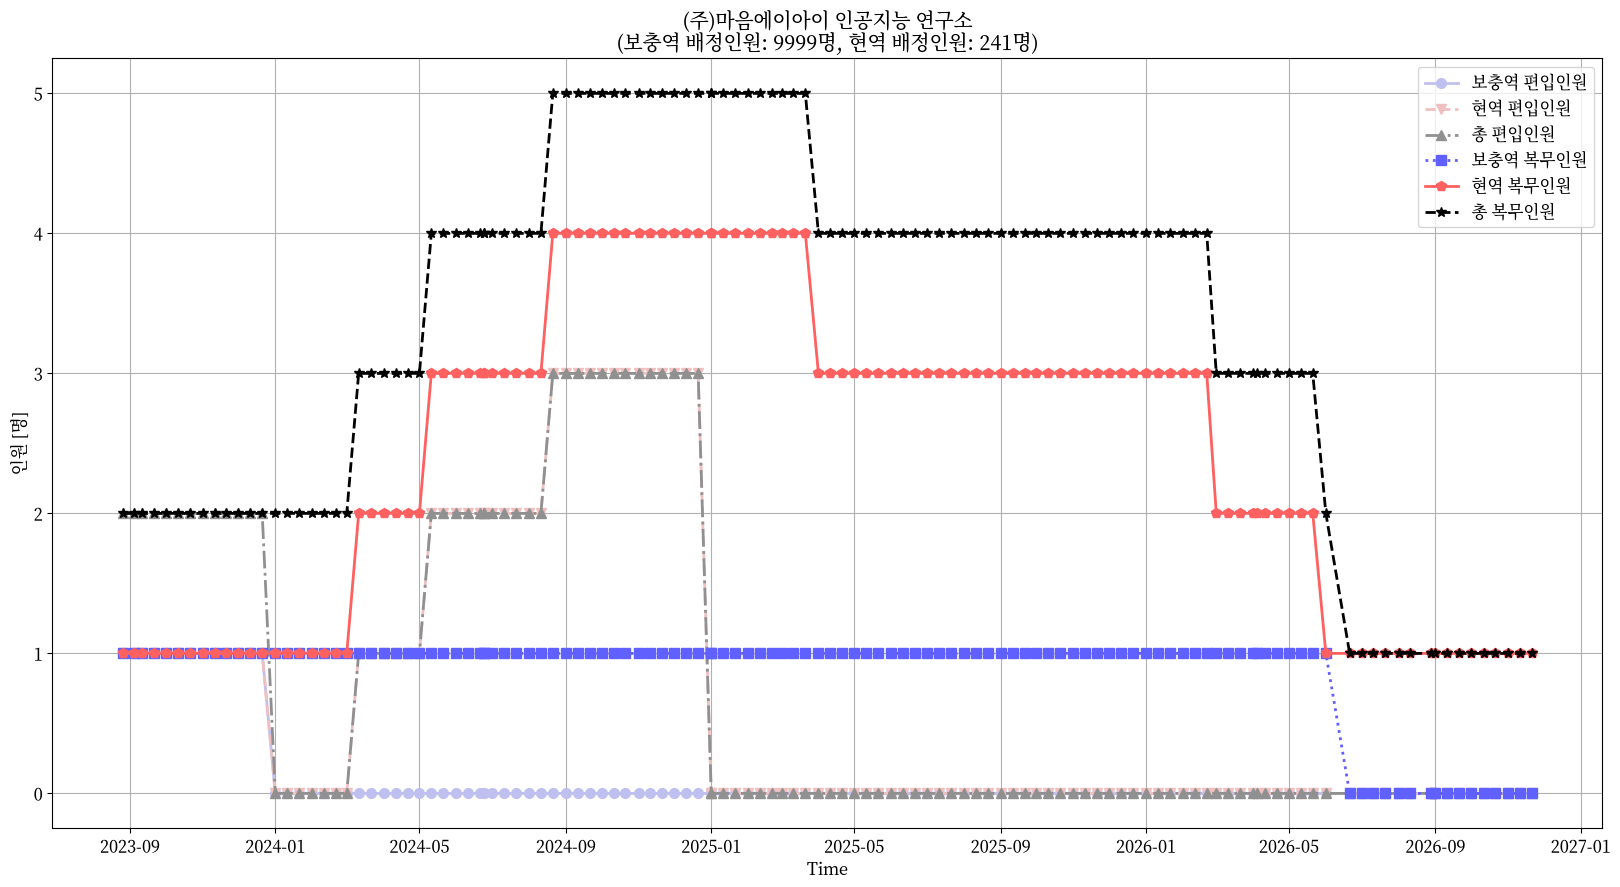 (주)마음에이아이 인공지능 연구소
(보충역 배정인원: 9999명, 현역 배정인원: 241명)
보충역 편입인원
현역 편입인원
총 편입인원
보충역 복무인원
현역 복무인원
총 복무인원
인원 [명]
5
4
3
2
1
0
2023-09 2024-01 2024-05 2024-09 2025-01 2025-05 2025-09 2026-01 2026-05 2026-09 2027-01
Time